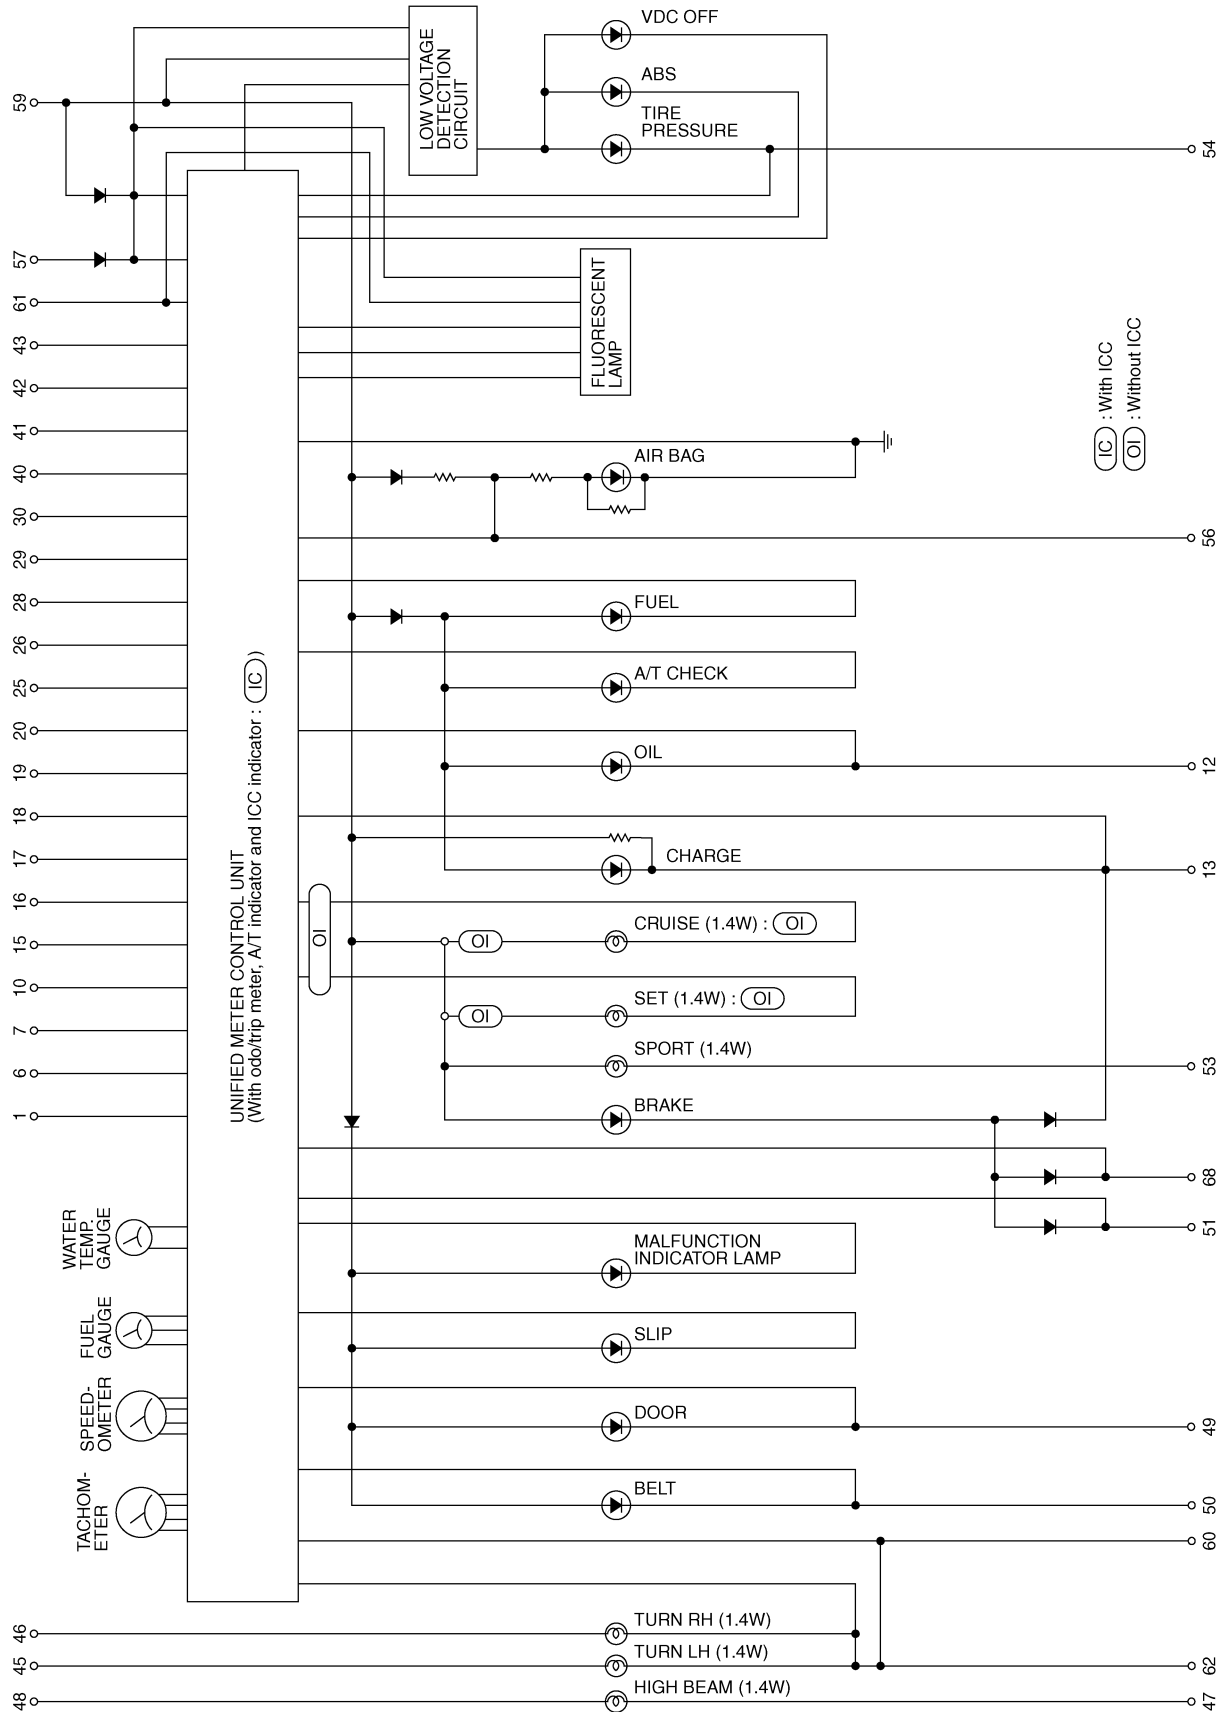 VDC OFF
ABS
TIRE
PRESSURE
LOW VOLTAGE
DETECTION
CIRCUIT
59
57
61
43
42
41
40
30
29
28
26
25
20
19
18
17
16
15
10
7
6
1
54
FLUORESCENT
LAMP
IC : With ICC
OI : Without ICC
AIR BAG
56
FUEL
A/T CHECK
OIL
12
UNIFIED METER CONTROL UNIT
(With odo/trip meter, A/T indicator and ICC indicator : IC )
CHARGE
13
OI
CRUISE (1.4W) : OI
OI
SET (1.4W) : OI
OI
SPORT (1.4W)
53
BRAKE
68
51
WATER
TEMP.
GAUGE
MALFUNCTION
INDICATOR LAMP
FUEL
GAUGE
SLIP
SPEED-
OMETER
DOOR
49
TACHOM-
ETER
BELT
50
60
46
TURN RH (1.4W)
45
TURN LH (1.4W)
62
48
HIGH BEAM (1.4W)
47